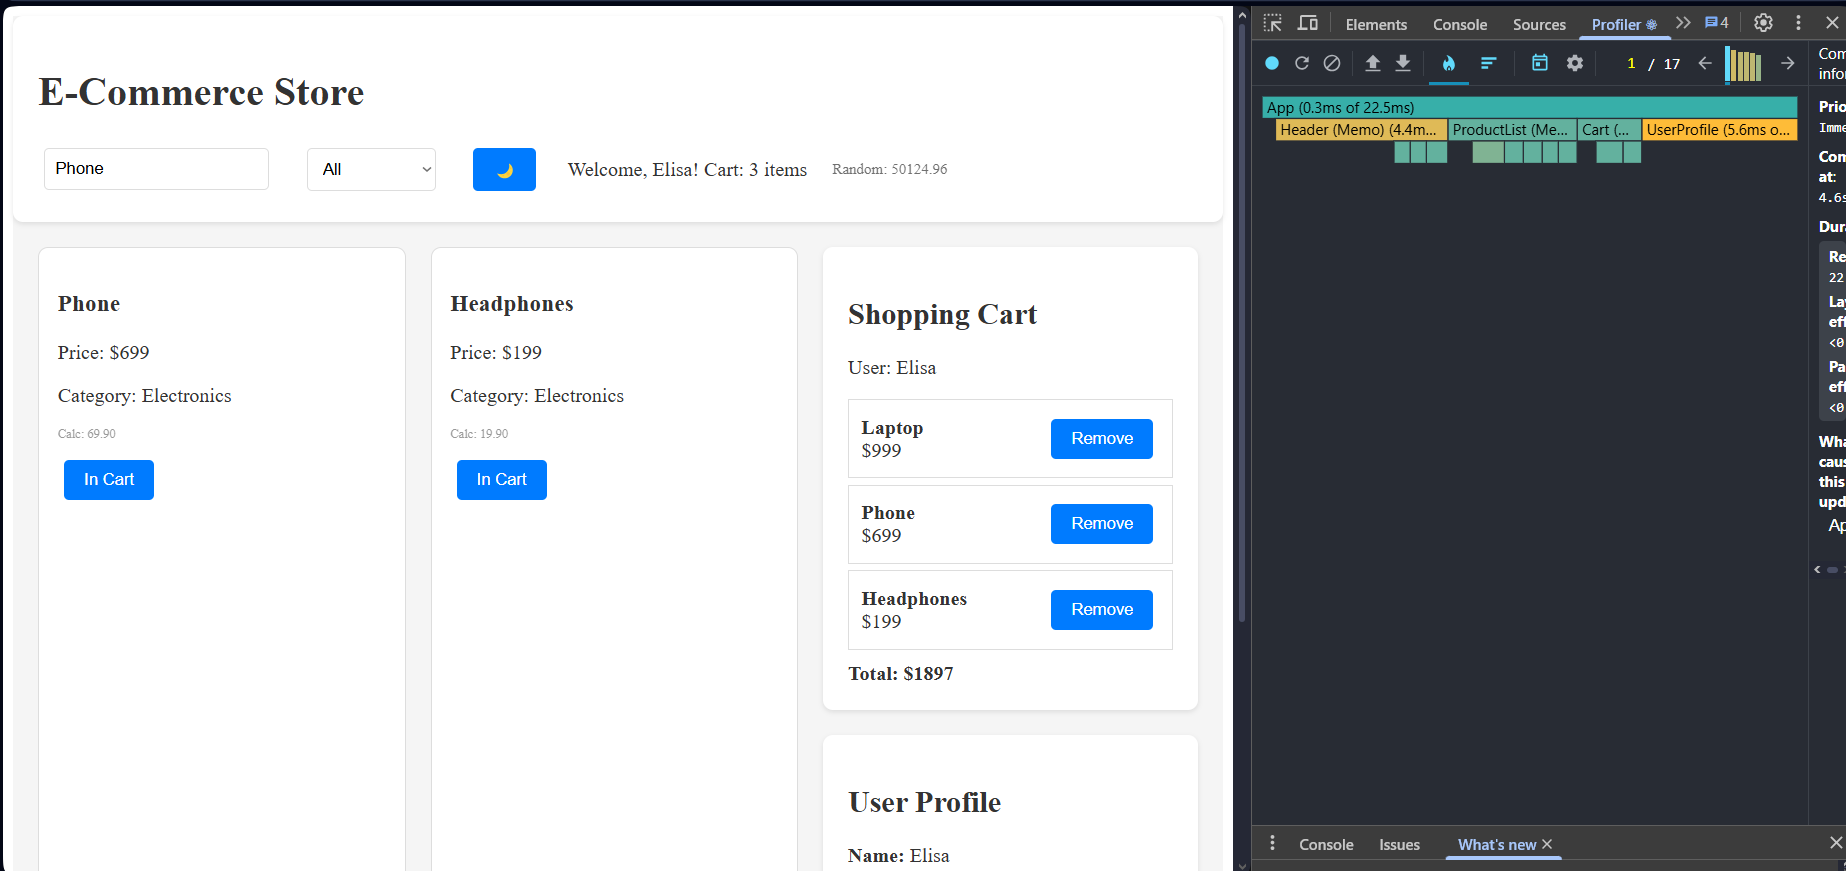 E-Commerce Store
Phone
All
Welcome, Elisa! Cart: 3 items
Random: 50124.96
Phone
Price: $699
Category: Electronics
Calc: 69.90
In Cart
Headphones
Price: $199
Category: Electronics
Calc: 19.90
In Cart
Shopping Cart
User: Elisa
Laptop
$999
Remove
Phone
$699
Remove
Headphones
$199
Remove
Total: $1897
User Profile
Name: Elisa
Elements
Console
Sources
Profiler
4
1 / 17
App (0.3ms of 22.5ms)
Header (Memo) (4.4m...
ProductList (Me...
Cart (...
UserProfile (5.6ms o...
Com
infor
Prio
Imme
Com
at:
4.6s
Dura
Re
22
Lay
eff
<0
Pa
eff
<0
Wha
caus
this
upd
Ap
Console
Issues
What's new